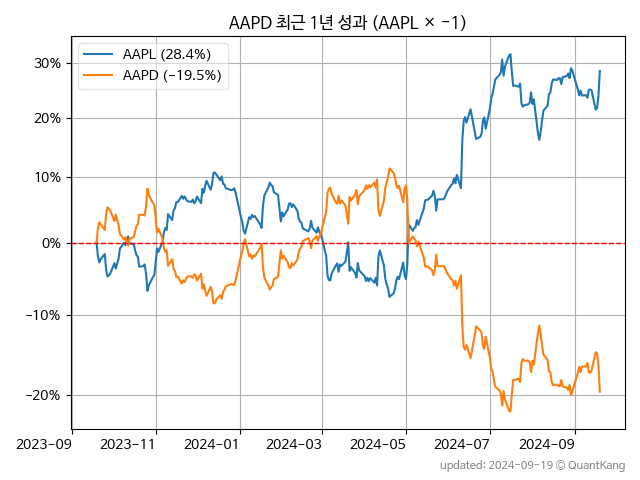 AAPD 최근 1년 성과 (AAPL × −1)
AAPL (28.4%)
AAPD (−19.5%)
30%
20%
10%
0%
−10%
−20%
2023-09 2023-11 2024-01 2024-03 2024-05 2024-07 2024-09
updated: 2024-09-19 © QuantKang